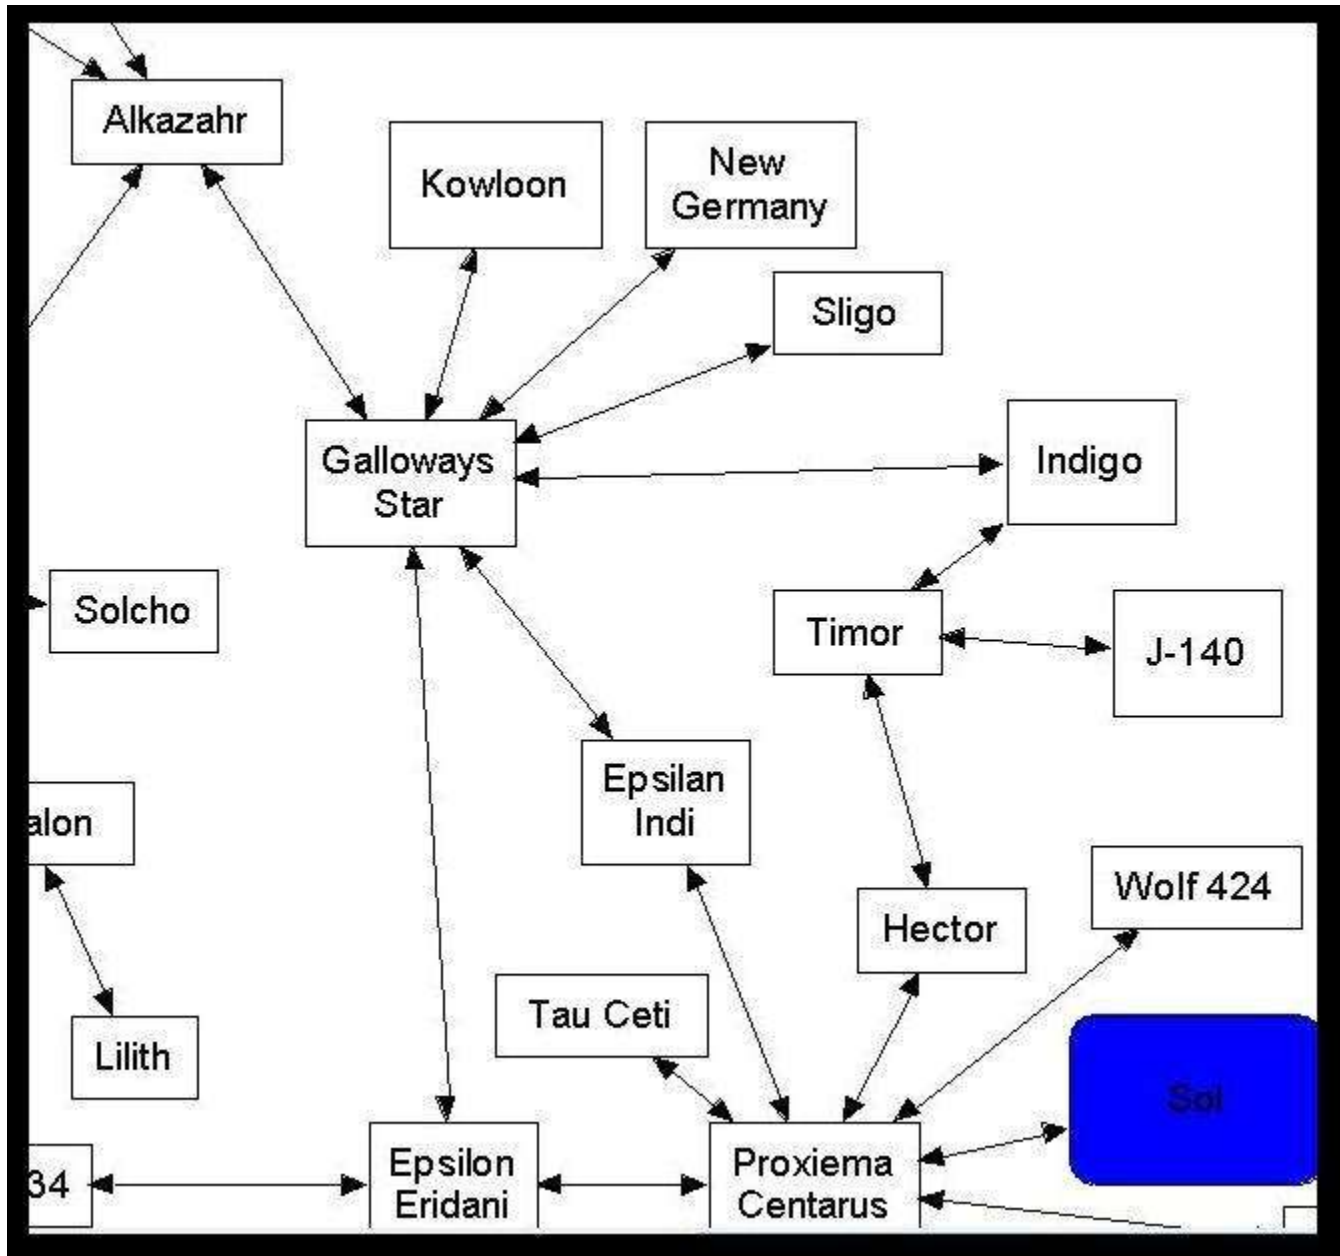 Alkazahr
Kowloon
New
Germany
Sligo
Galloways
Star
Indigo
Solcho
Timor
J-140
Epsilan
Indi
alon
Wolf 424
Hector
Tau Ceti
Lilith
Sol
34
Epsilon
Eridani
Proxiema
Centarus